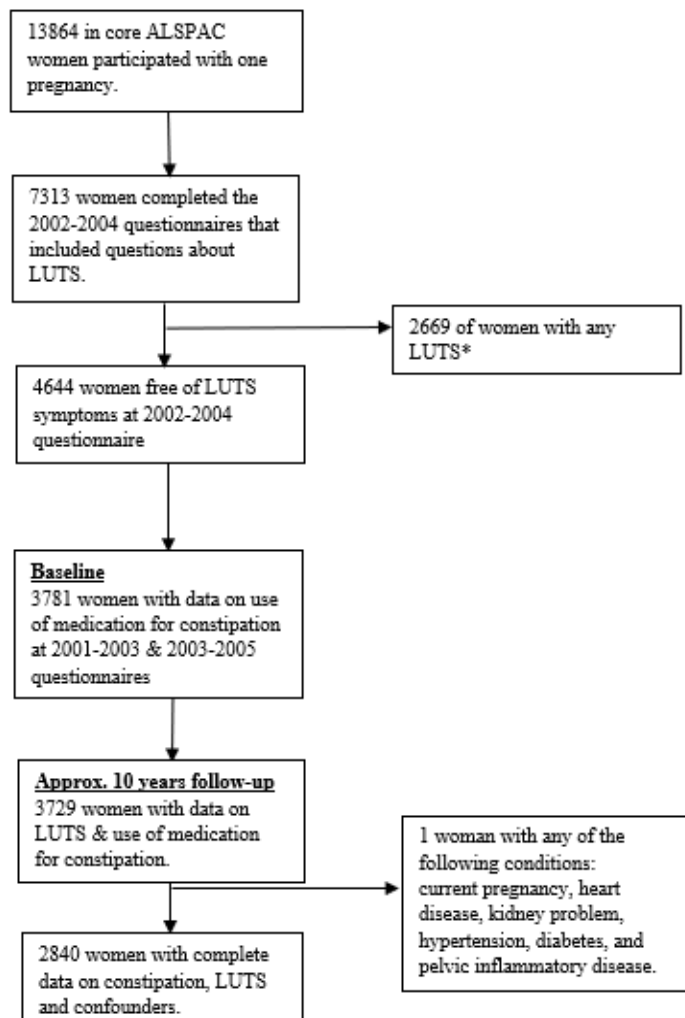 13864 in core ALSPAC
women participated with one
pregnancy.
7313 women completed the
2002-2004 questionnaires that
included questions about
LUTS.
2669 of women with any
LUTS*
4644 women free of LUTS
symptoms at 2002-2004
questionnaire
Baseline
3781 women with data on use
of medication for constipation
at 2001-2003 & 2003-2005
questionnaires
Approx. 10 years follow-up
3729 women with data on
LUTS & use of medication
for constipation.
1 woman with any of the
following conditions:
current pregnancy, heart
disease, kidney problem,
hypertension, diabetes, and
pelvic inflammatory disease.
2840 women with complete
data on constipation, LUTS
and confounders.